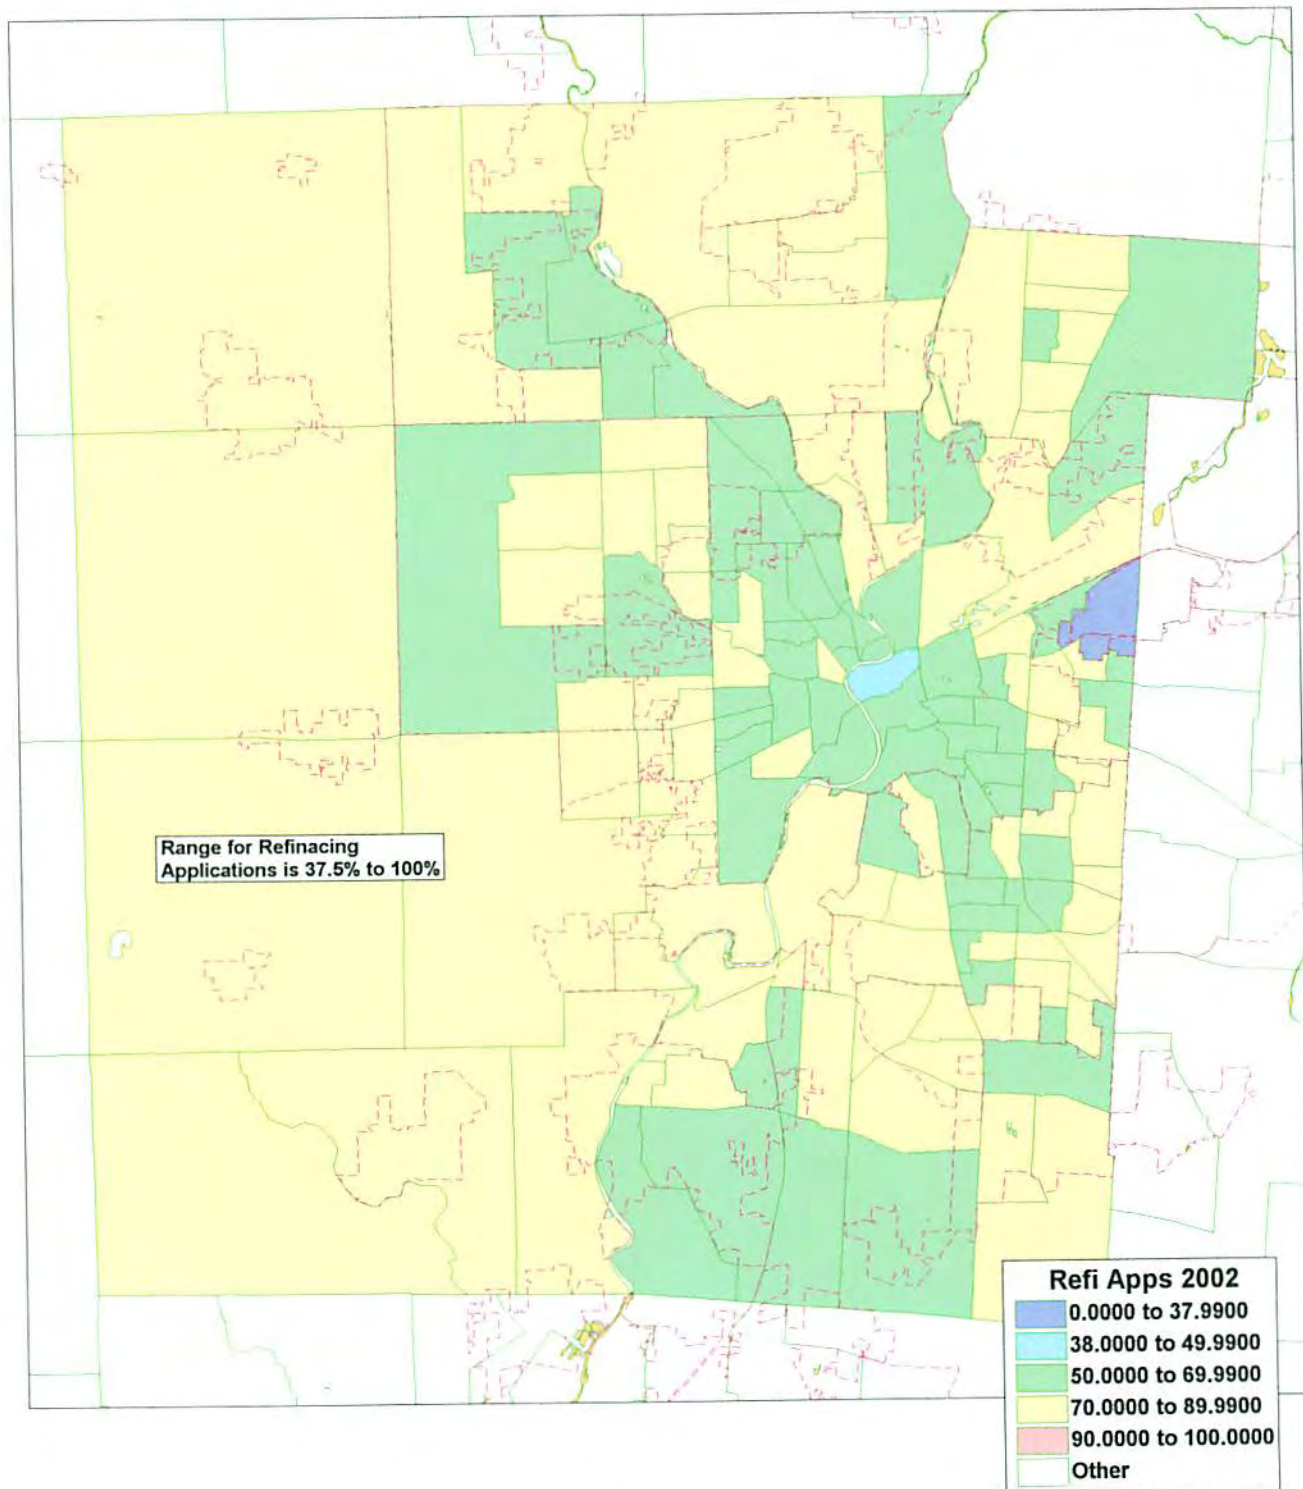 Range for Refinacing
Applications is 37.5% to 100%
Refi Apps 2002
0.0000 to 37.9900
38.0000 to 49.9900
50.0000 to 69.9900
70.0000 to 89.9900
90.0000 to 100.0000
Other